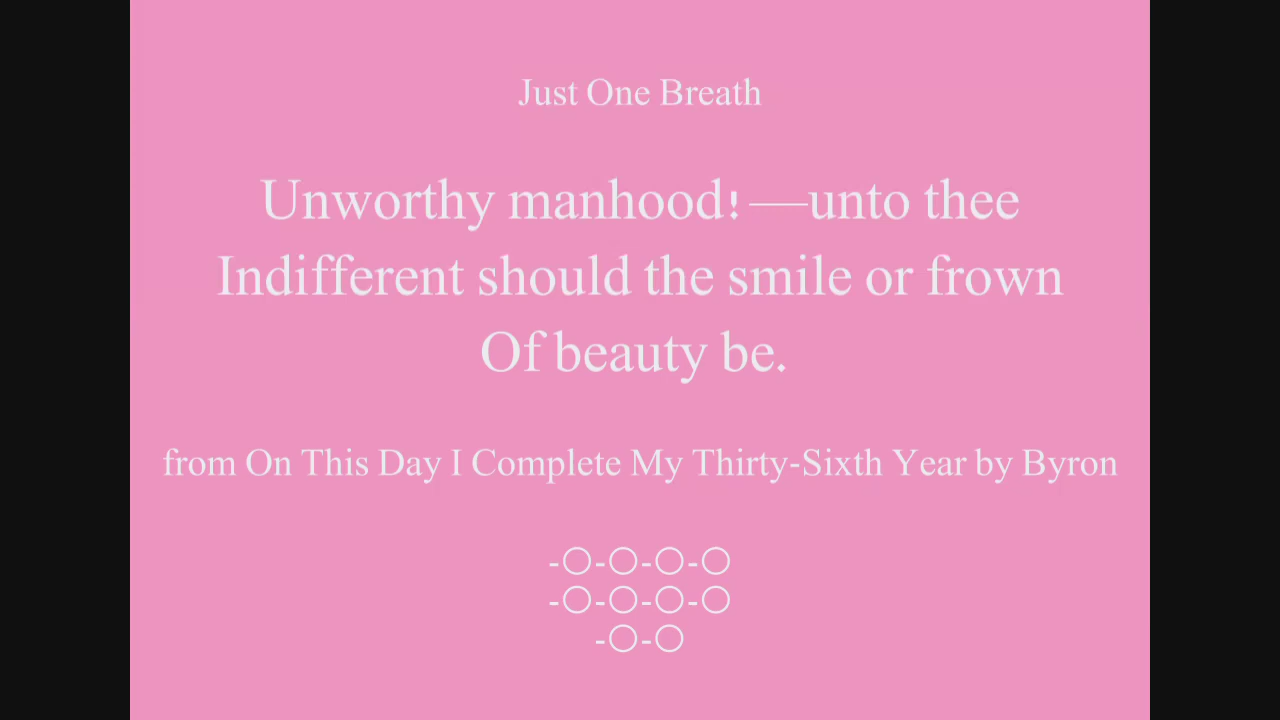 Just One Breath
Unworthy manhood! —unto thee
Indifferent should the smile or frown
Of beauty be.
from On This Day I Complete My Thirty-Sixth Year by Byron
-○-○-○-○
-○-○-○-○
-○-○